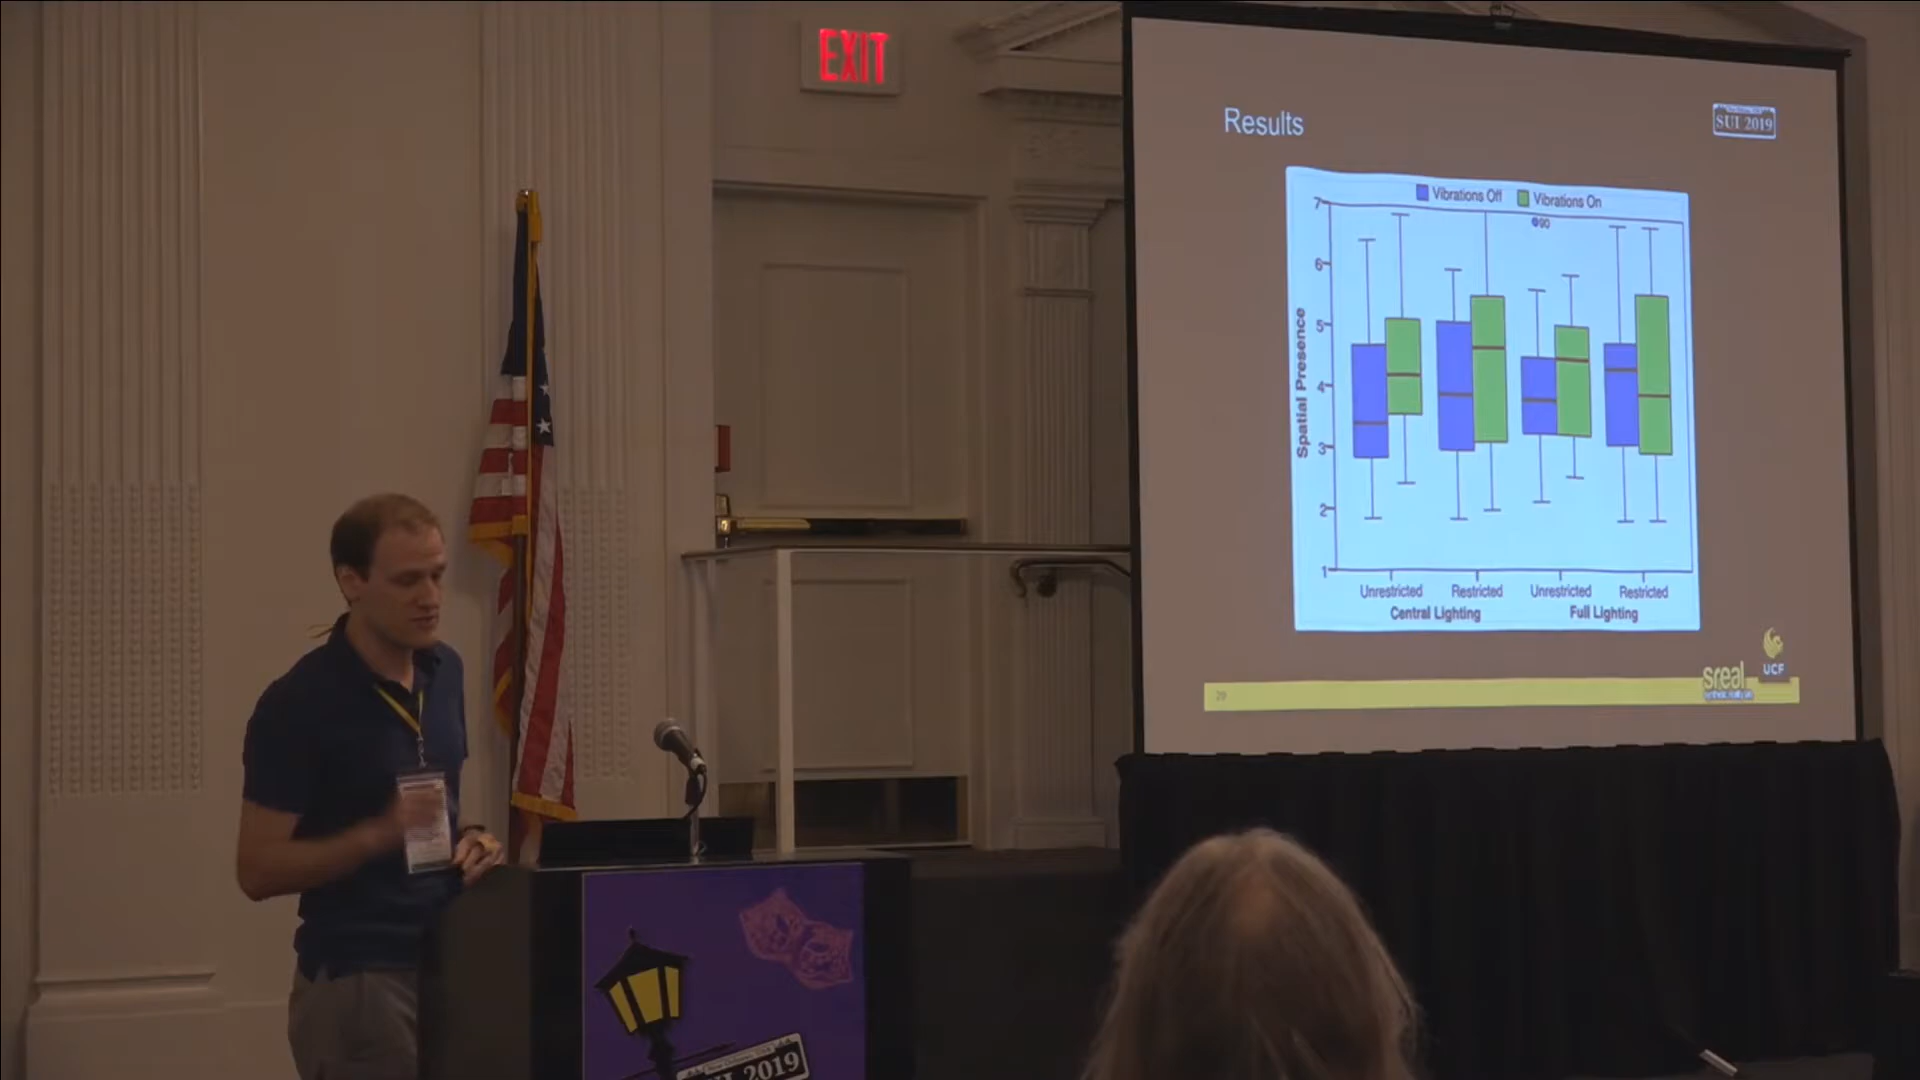 EXIT
Results
SUI 2019
Vibrations Off Vibrations On
7
90
6
5
4
3
2
1
Spatial Presence
Unrestricted Restricted Unrestricted Restricted
Central Lighting Full Lighting
UCF
sreal
29
2019